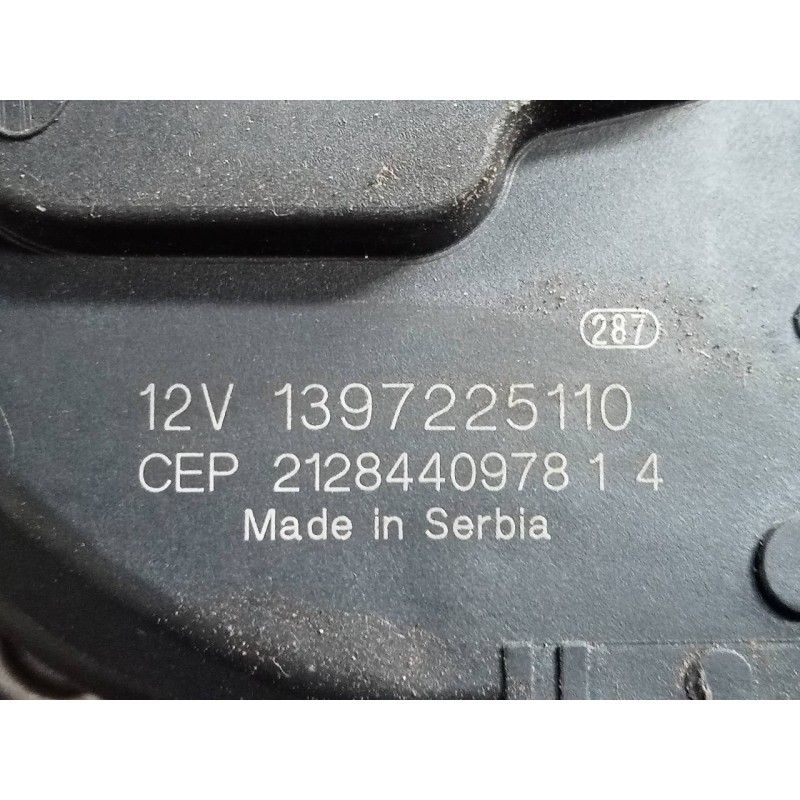 287
12V 1397225110
CEP 2128440978 1 4
Made in Serbia